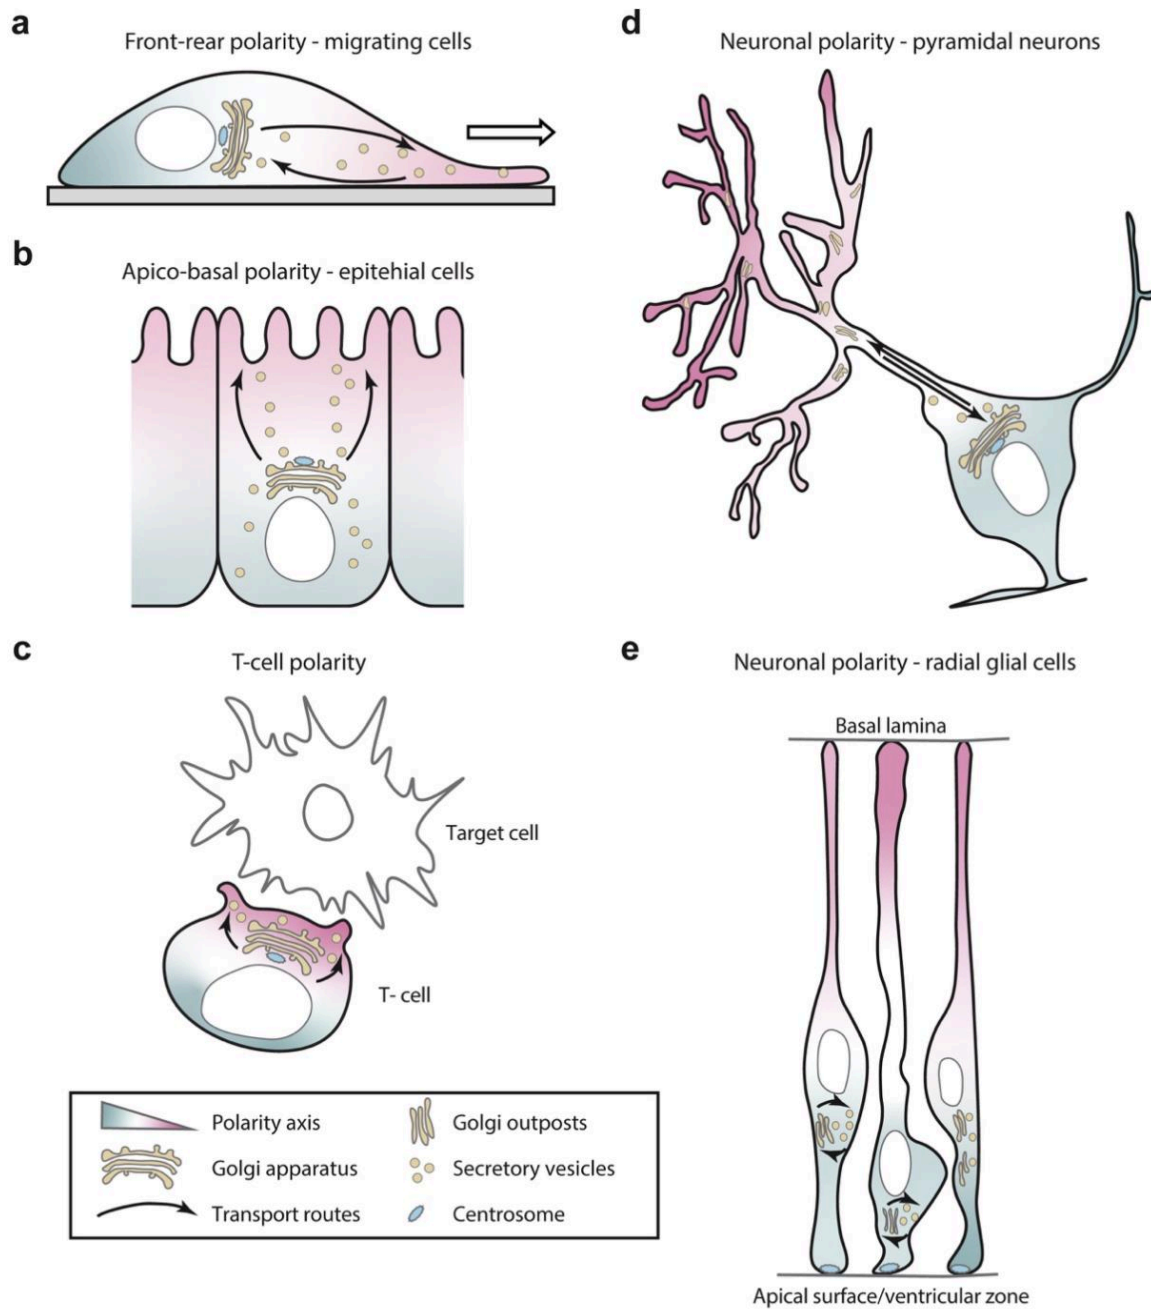 a
Front-rear polarity - migrating cells
b
Apico-basal polarity - epitehial cells
c
T-cell polarity
Target cell
T- cell
Polarity axis
Golgi apparatus
Transport routes
Golgi outposts
Secretory vesicles
Centrosome
d
Neuronal polarity - pyramidal neurons
e
Neuronal polarity - radial glial cells
Basal lamina
Apical surface/ventricular zone